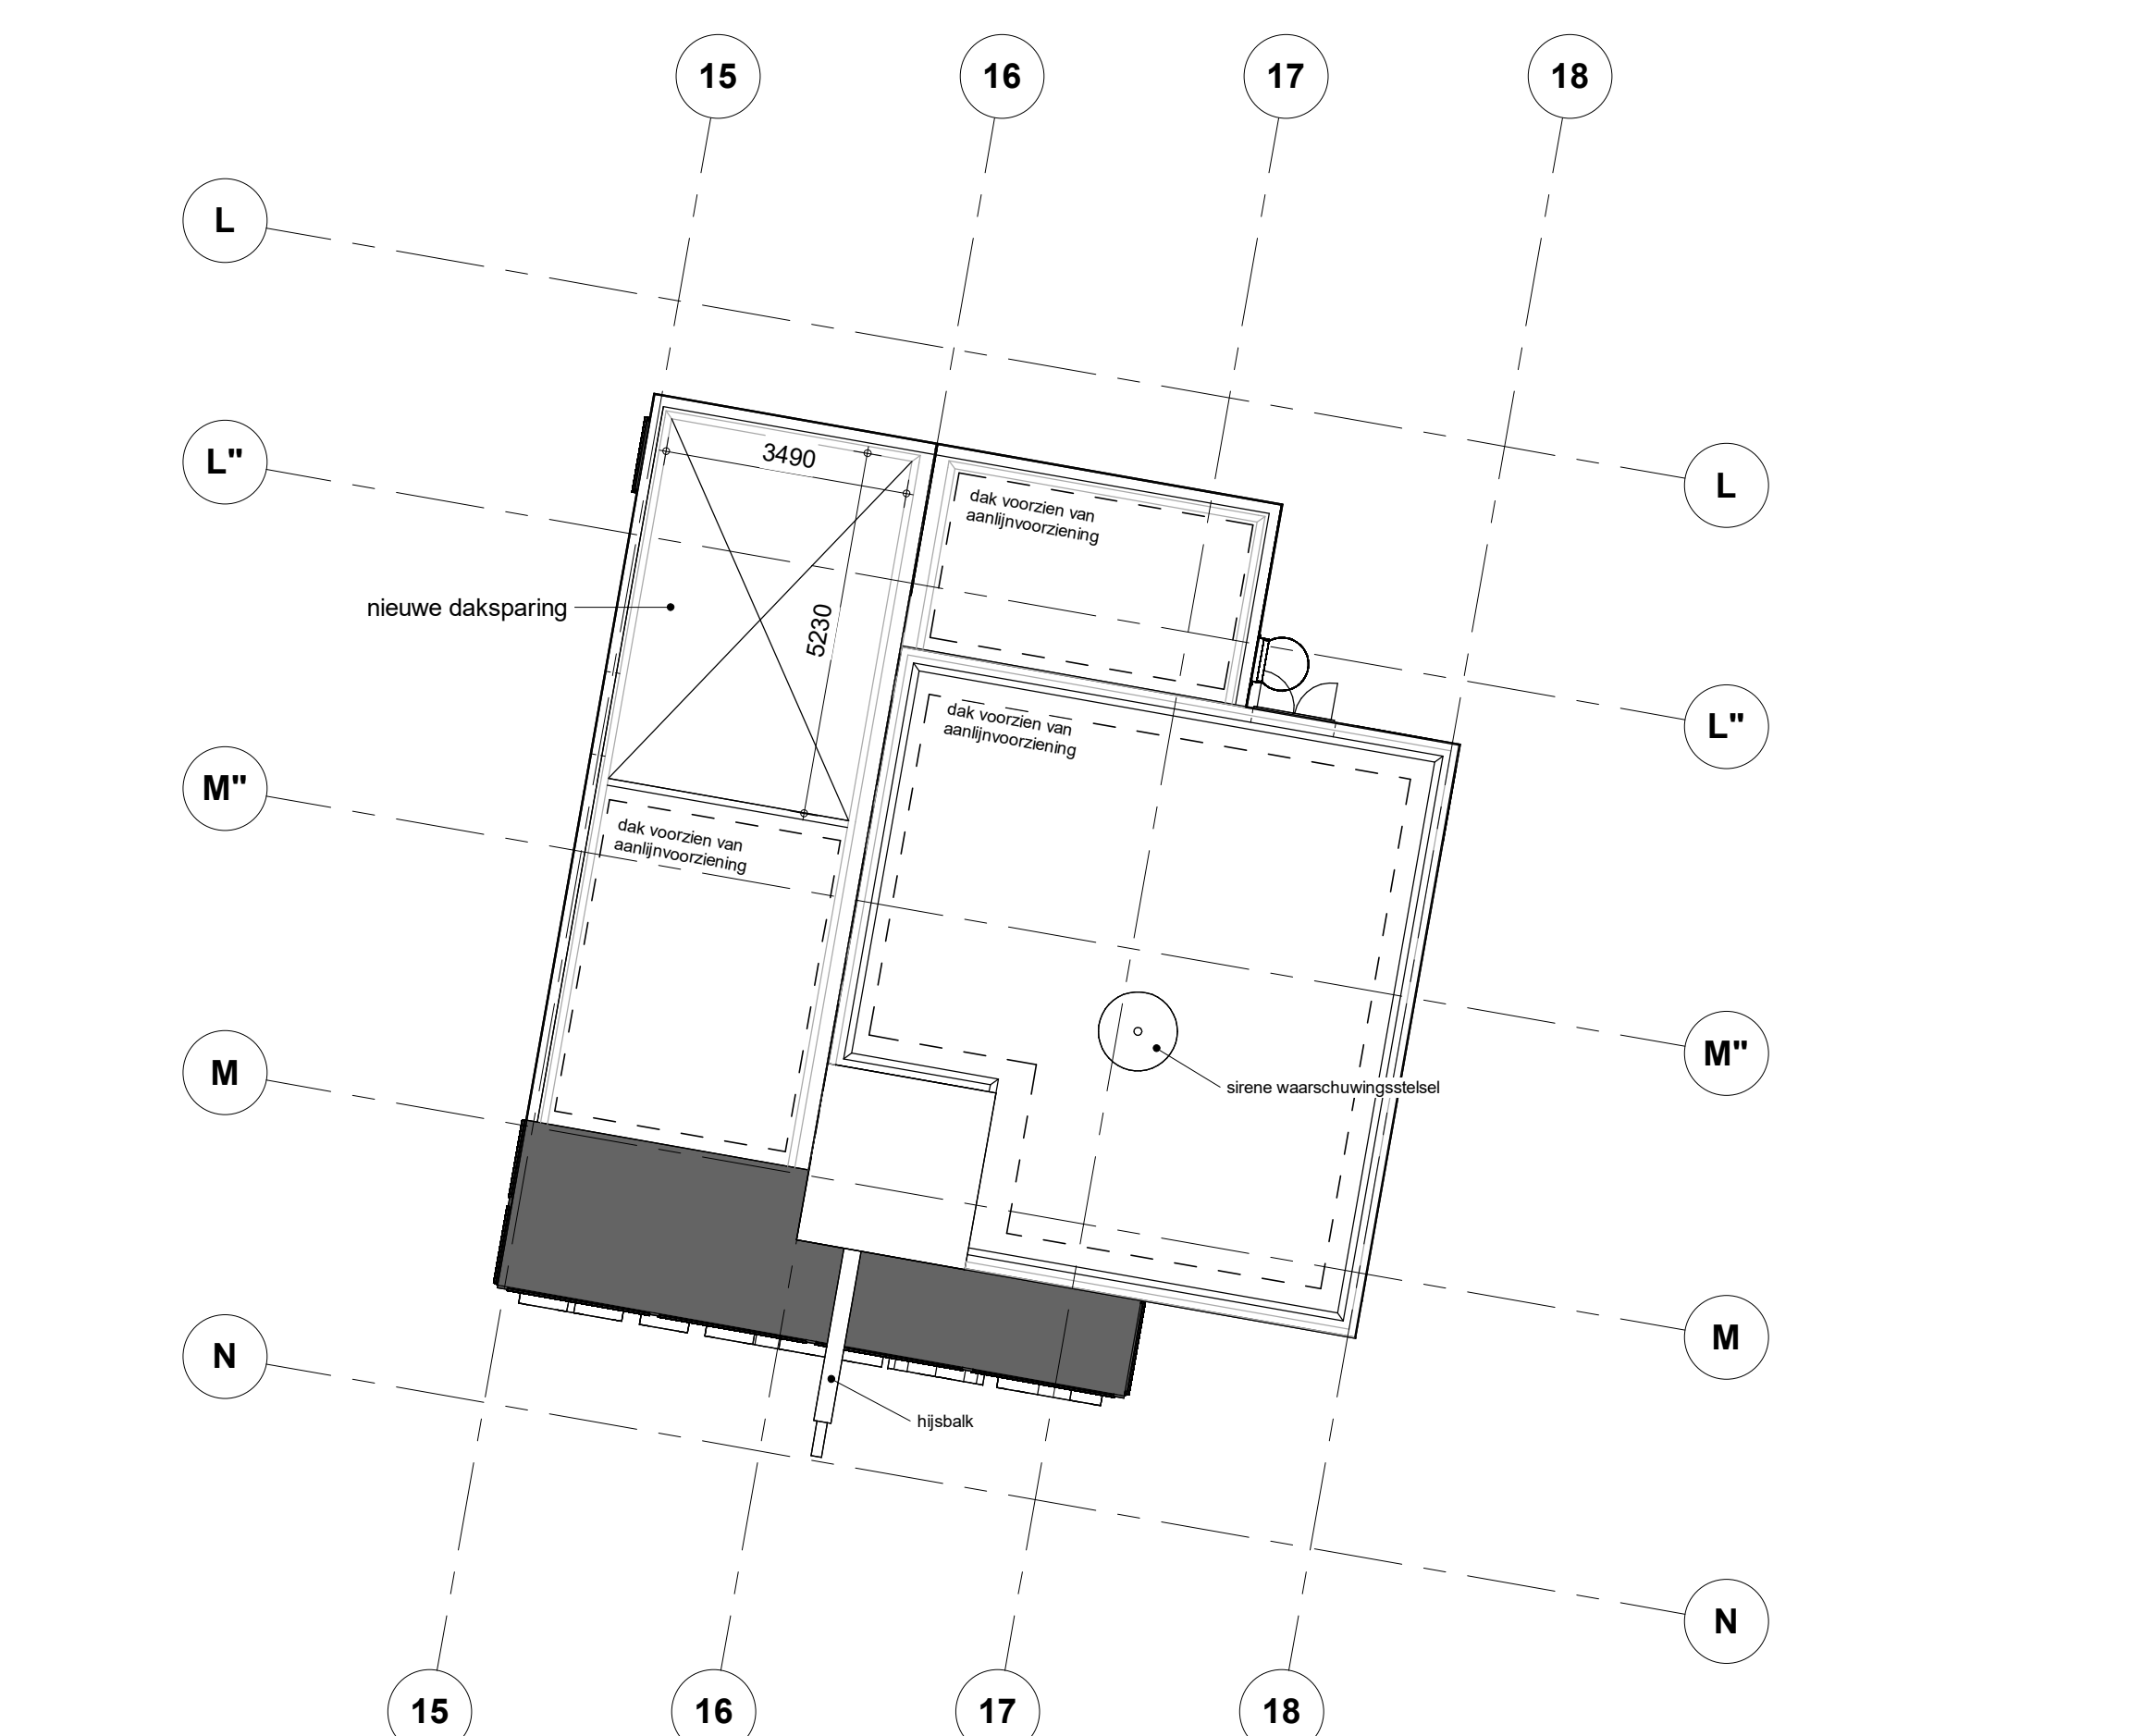 15
16
17
18
L
L"
M"
M
N
L
L"
M"
M
N
3490
5230
nieuwe daksparing
dak voorzien van
aanlijnvoorziening
dak voorzien van
aanlijnvoorziening
dak voorzien van
aanlijnvoorziening
sirene waarschuwingsstelsel
hijsbalk
15
16
17
18